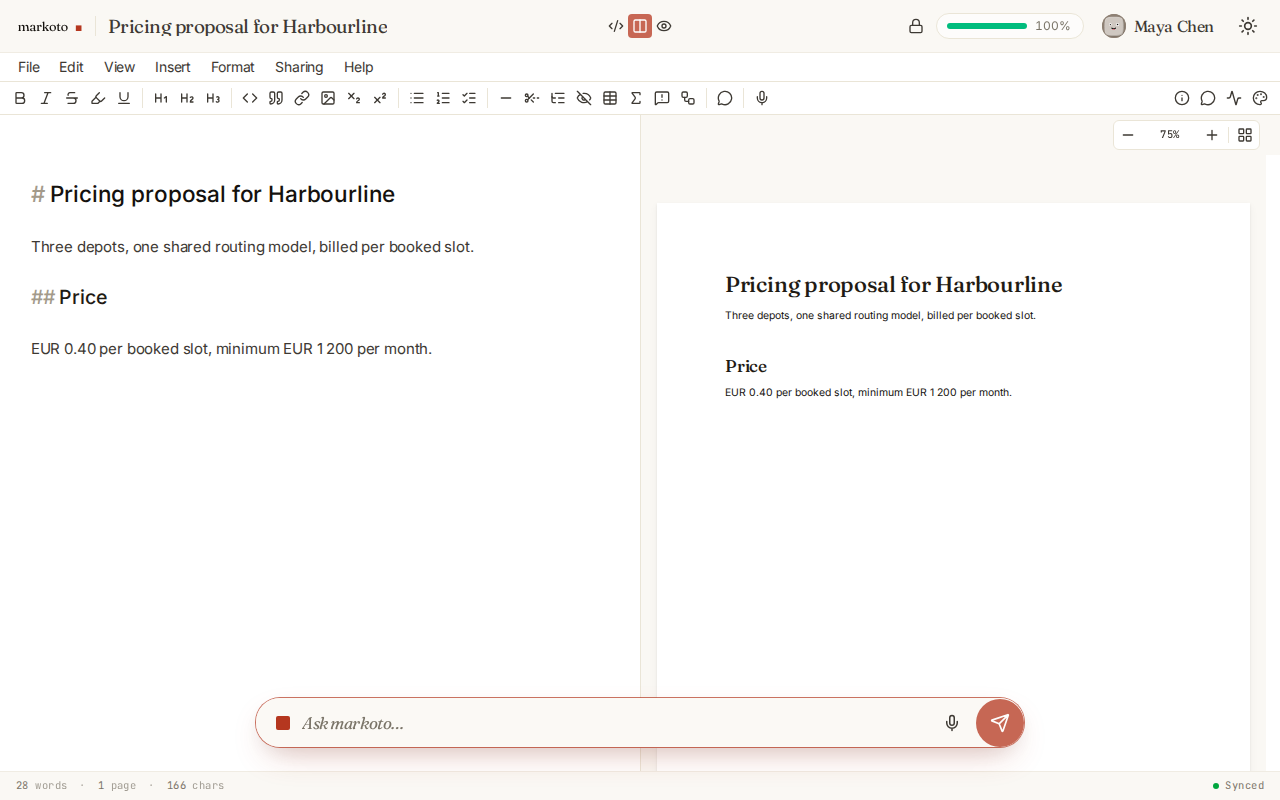 markoto
Pricing proposal for Harbourline
100%
Maya Chen
File Edit View Insert Format Sharing Help
H1 H2 H3
75%
# Pricing proposal for Harbourline
Three depots, one shared routing model, billed per booked slot.
## Price
EUR 0.40 per booked slot, minimum EUR 1 200 per month.
Pricing proposal for Harbourline
Three depots, one shared routing model, billed per booked slot.
Price
EUR 0.40 per booked slot, minimum EUR 1 200 per month.
Ask markoto...
28 words · 1 page · 166 chars
Synced